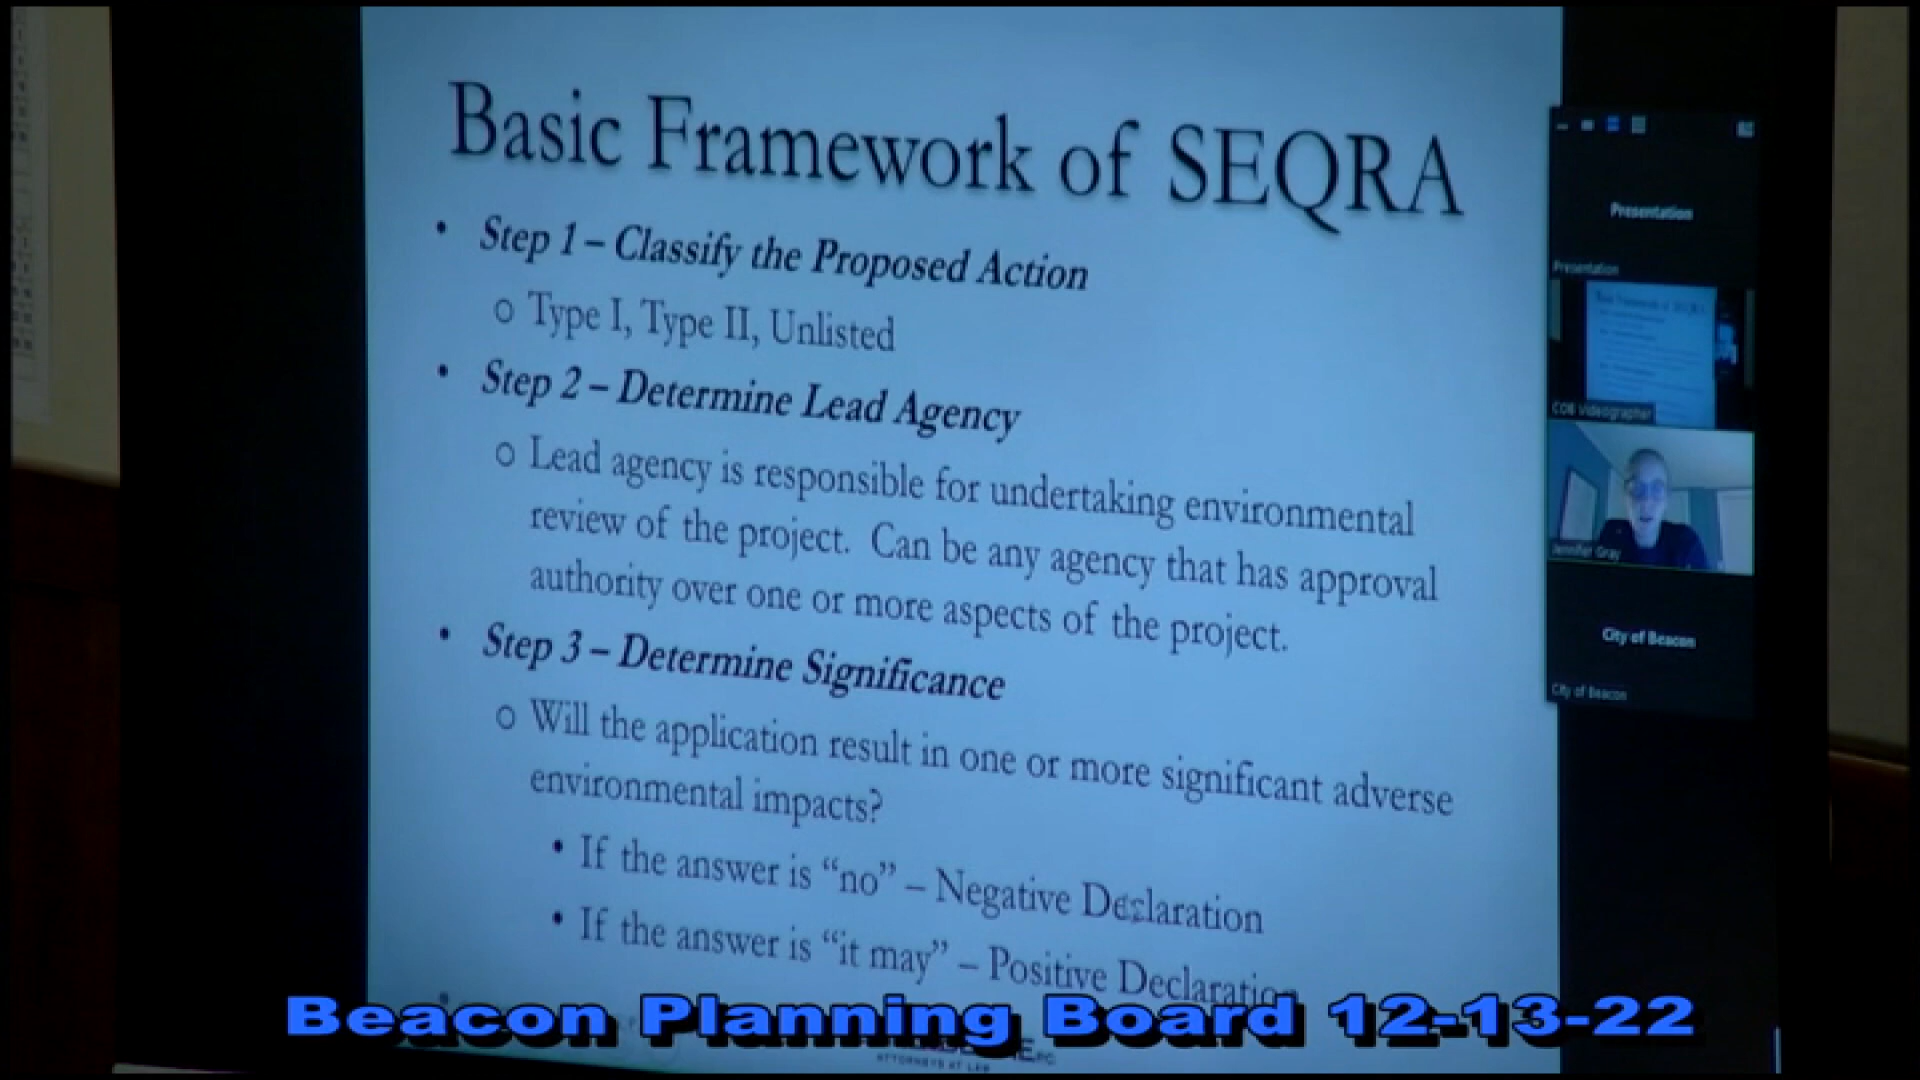 Basic Framework of SEQRA
• Step 1 – Classify the Proposed Action
o Type I, Type II, Unlisted
• Step 2 – Determine Lead Agency
o Lead agency is responsible for undertaking environmental
review of the project. Can be any agency that has approval
authority over one or more aspects of the project.
• Step 3 – Determine Significance
o Will the application result in one or more significant adverse
environmental impacts?
• If the answer is “no” – Negative Declaration
• If the answer is “it may” – Positive Declaration
Presentation
Presentation
Basic Framework of SEQRA
COB Videographer
Jennifer Gray
City of Beacon
City of Beacon
Beacon Planning Board 12-13-22
ATTORNEYS AT LAW